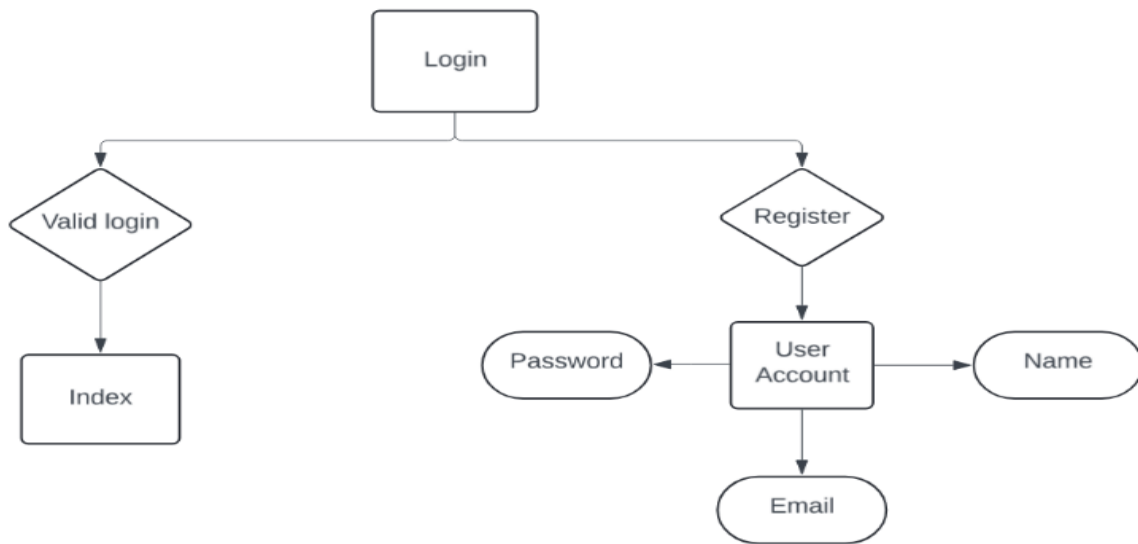 Login
Valid login
Register
Index
Password
User
Account
Name
Email